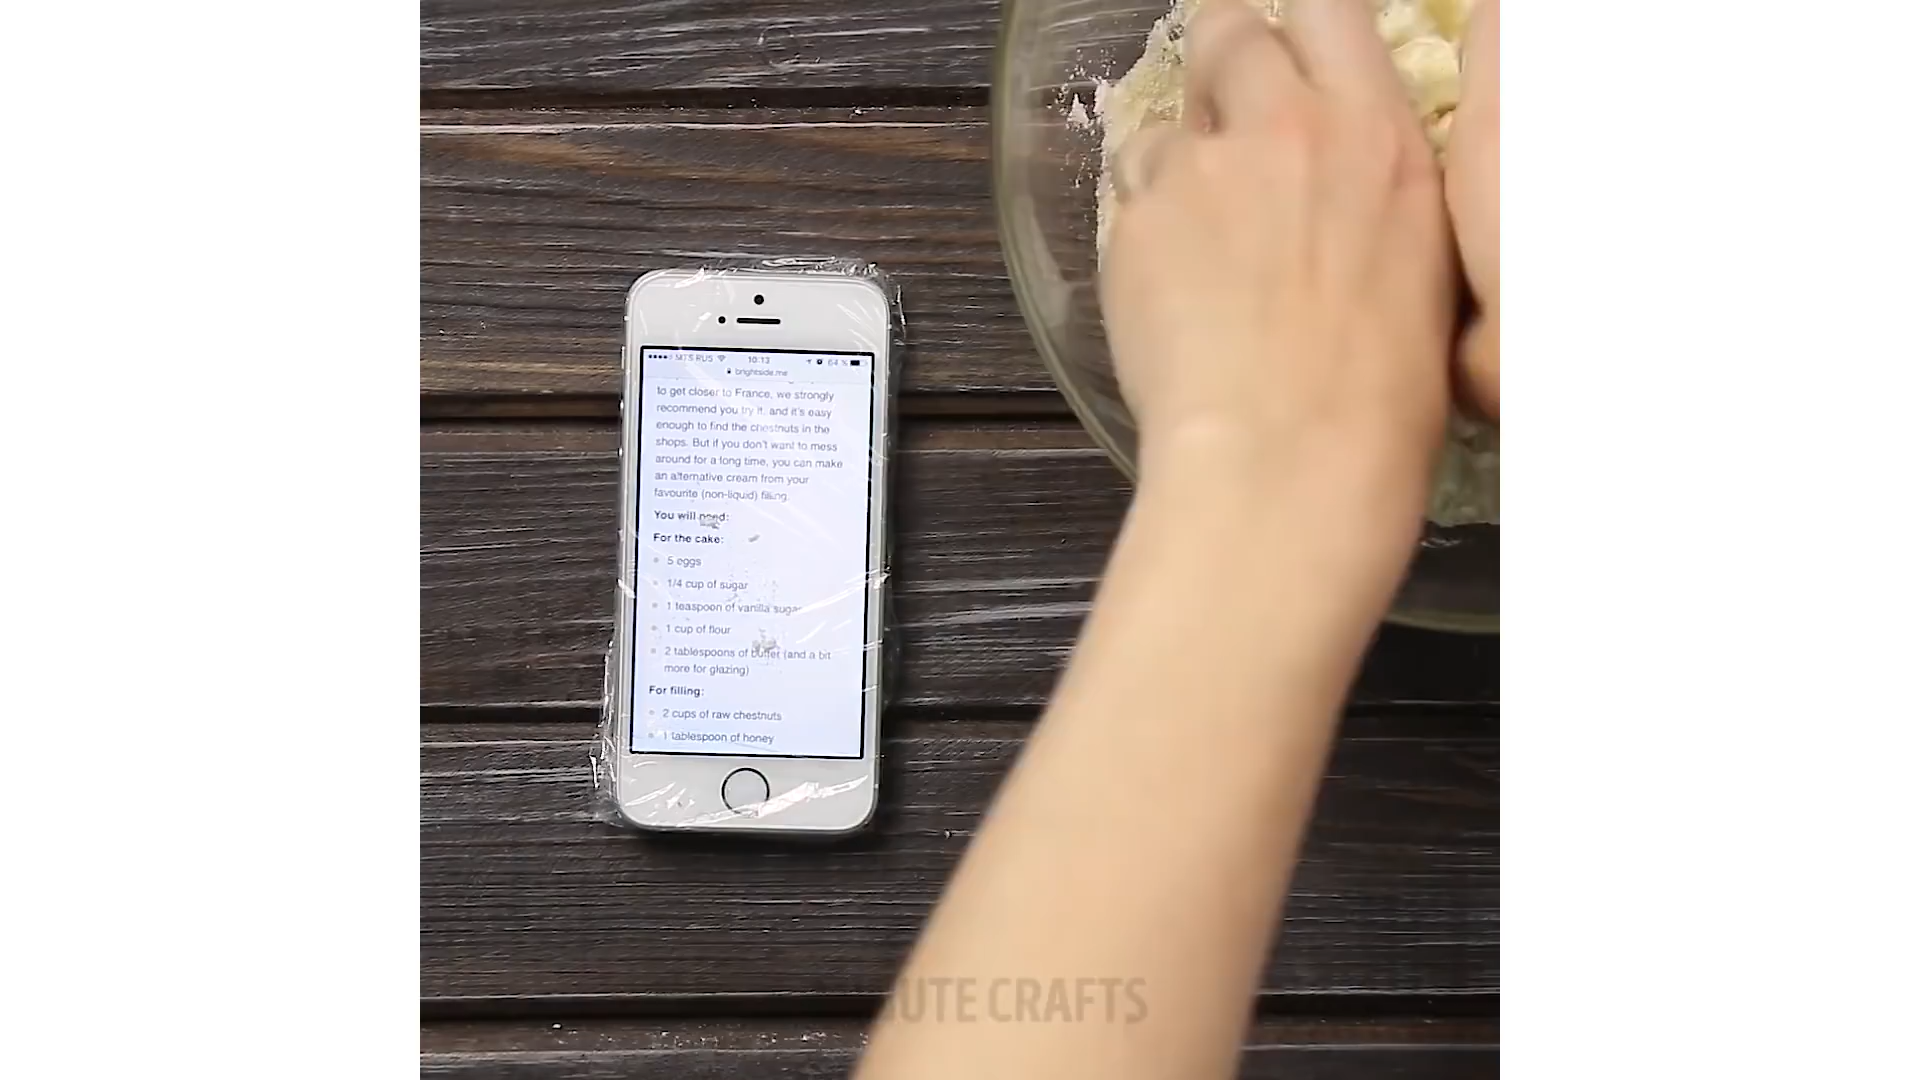 MTS RUS 10:13 64 %
brightside.me
to get closer to France, we strongly
recommend you try it, and it's easy
enough to find the chestnuts in the
shops. But if you don't want to mess
around for a long time, you can make
an alternative cream from your
favourite (non-liquid) filling.
You will need:
For the cake:
5 eggs
1/4 cup of sugar
1 teaspoon of vanilla sugar
1 cup of flour
2 tablespoons of butter (and a bit
more for glazing)
For filling:
2 cups of raw chestnuts
1 tablespoon of honey
NUTE CRAFTS